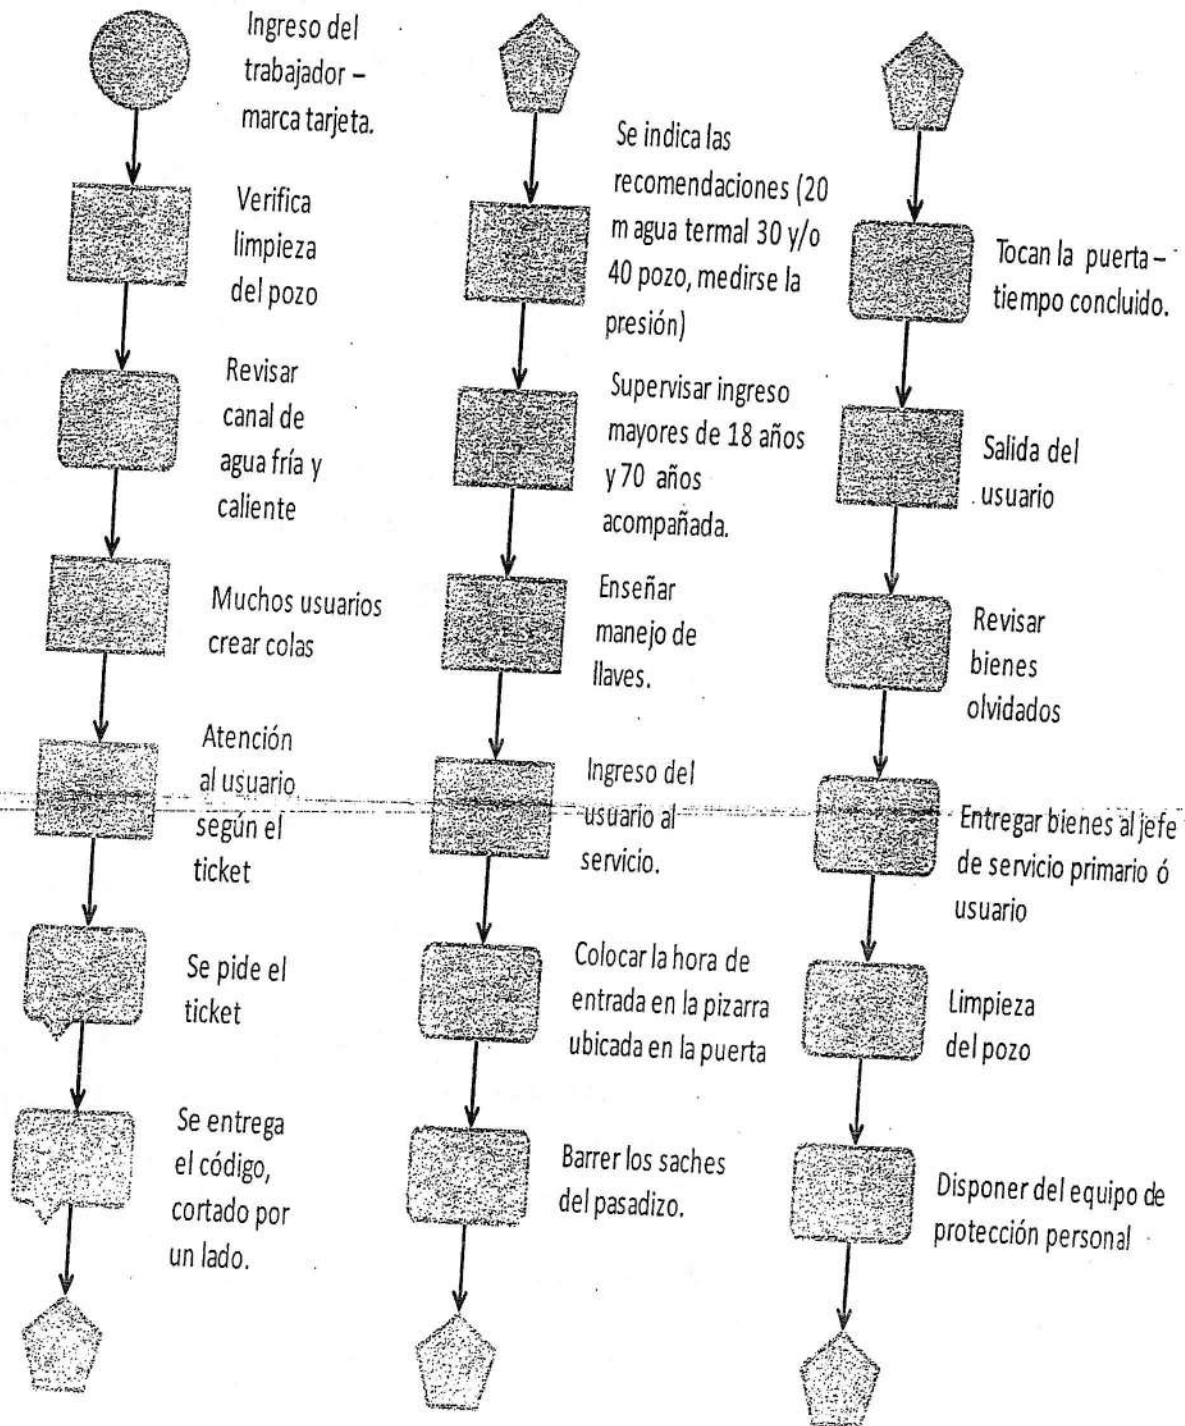 Ingreso del
trabajador –
marca tarjeta.
Verifica
limpieza
del pozo
Revisar
canal de
agua fría y
caliente
Muchos usuarios
crear colas
Atención
al usuario
según el
ticket
Se pide el
ticket
Se entrega
el código,
cortado por
un lado.
Se indica las
recomendaciones (20
m agua termal 30 y/o
40 pozo, medirse la
presión)
Supervisar ingreso
mayores de 18 años
y 70 años
acompañada.
Enseñar
manejo de
llaves.
Ingreso del
usuario al
servicio.
Colocar la hora de
entrada en la pizarra
ubicada en la puerta
Barrer los saches
del pasadizo.
Tocan la puerta –
tiempo concluido.
Salida del
usuario
Revisar
bienes
olvidados
Entregar bienes al jefe
de servicio primario ó
usuario
Limpieza
del pozo
Disponer del equipo de
protección personal